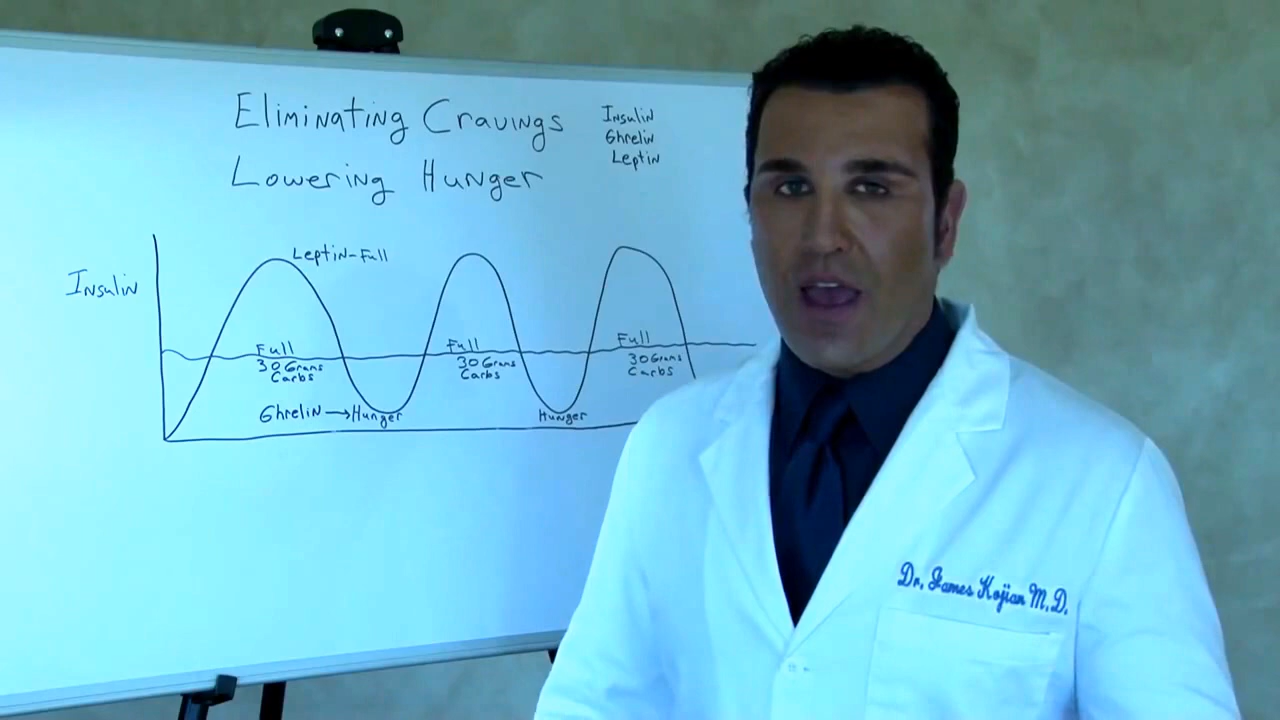 Eliminating Cravings
Lowering Hunger
Insulin
Ghrelin
Leptin
Insulin
Leptin-Full
Full
30 Grams
Carbs
Full
30 Grams
Carbs
Full
30 Grams
Carbs
Ghrelin → Hunger
Hunger
Dr. James Kojian M.D.